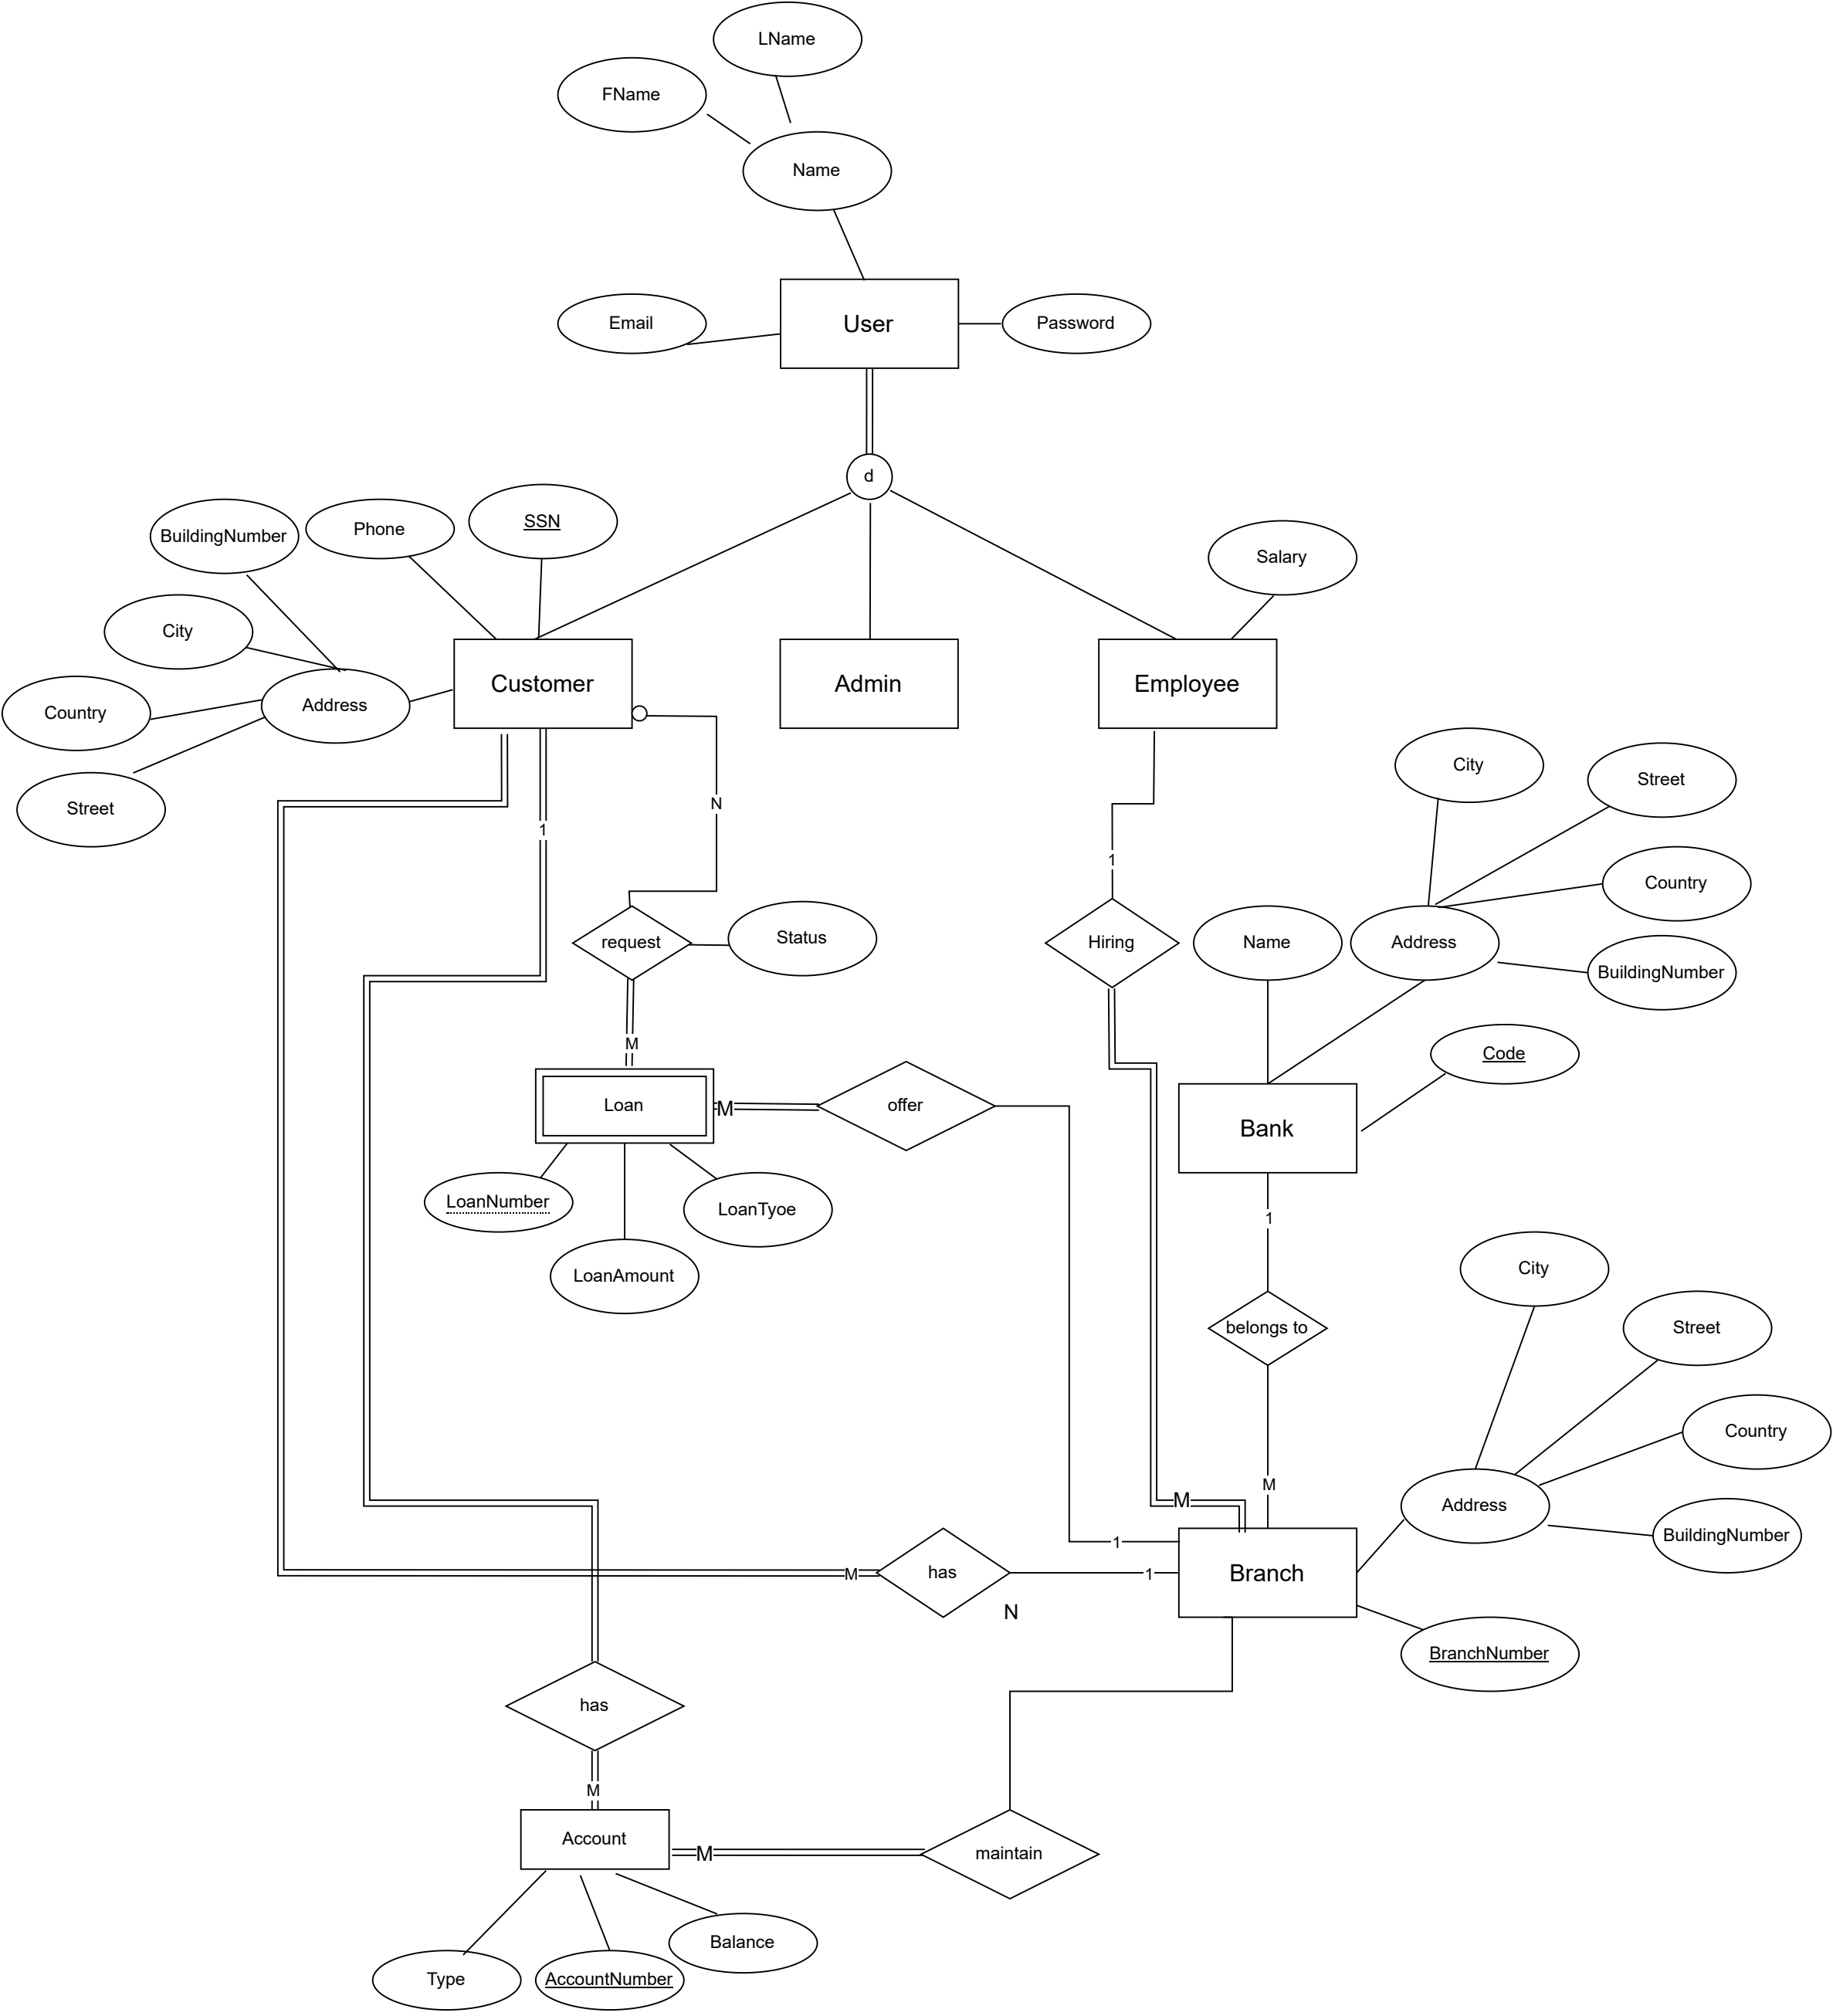 LName
FName
Name
User
Email
Password
d
SSN
Phone
BuildingNumber
Salary
City
Customer
Admin
Employee
Address
Country
Street
City
Street
N
1
1
Country
request
Status
Hiring
Name
Address
BuildingNumber
M
Code
Loan
M
offer
Bank
LoanNumber
LoanTyoe
1
LoanAmount
City
belongs to
Street
Country
M
M
Address
BuildingNumber
1
M
has
1
Branch
N
BranchNumber
has
M
Account
M
maintain
Balance
Type
AccountNumber